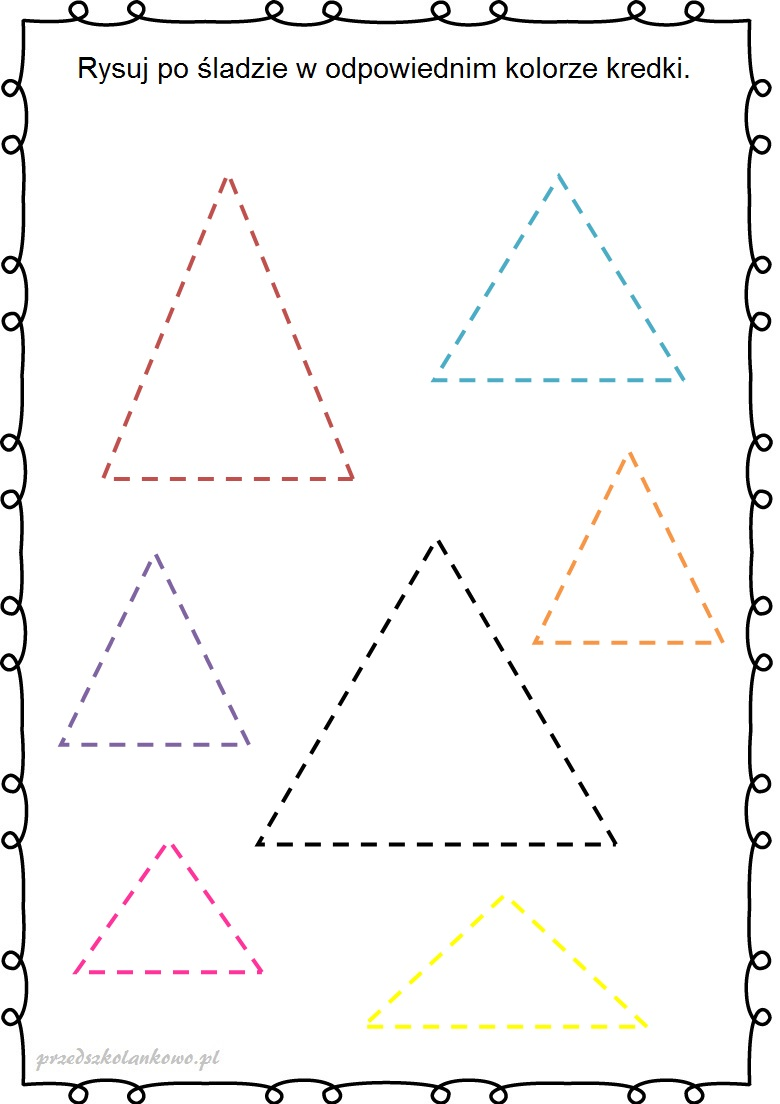 Rysuj po śladzie w odpowiednim kolorze kredki.
przedszkolankowo.pl